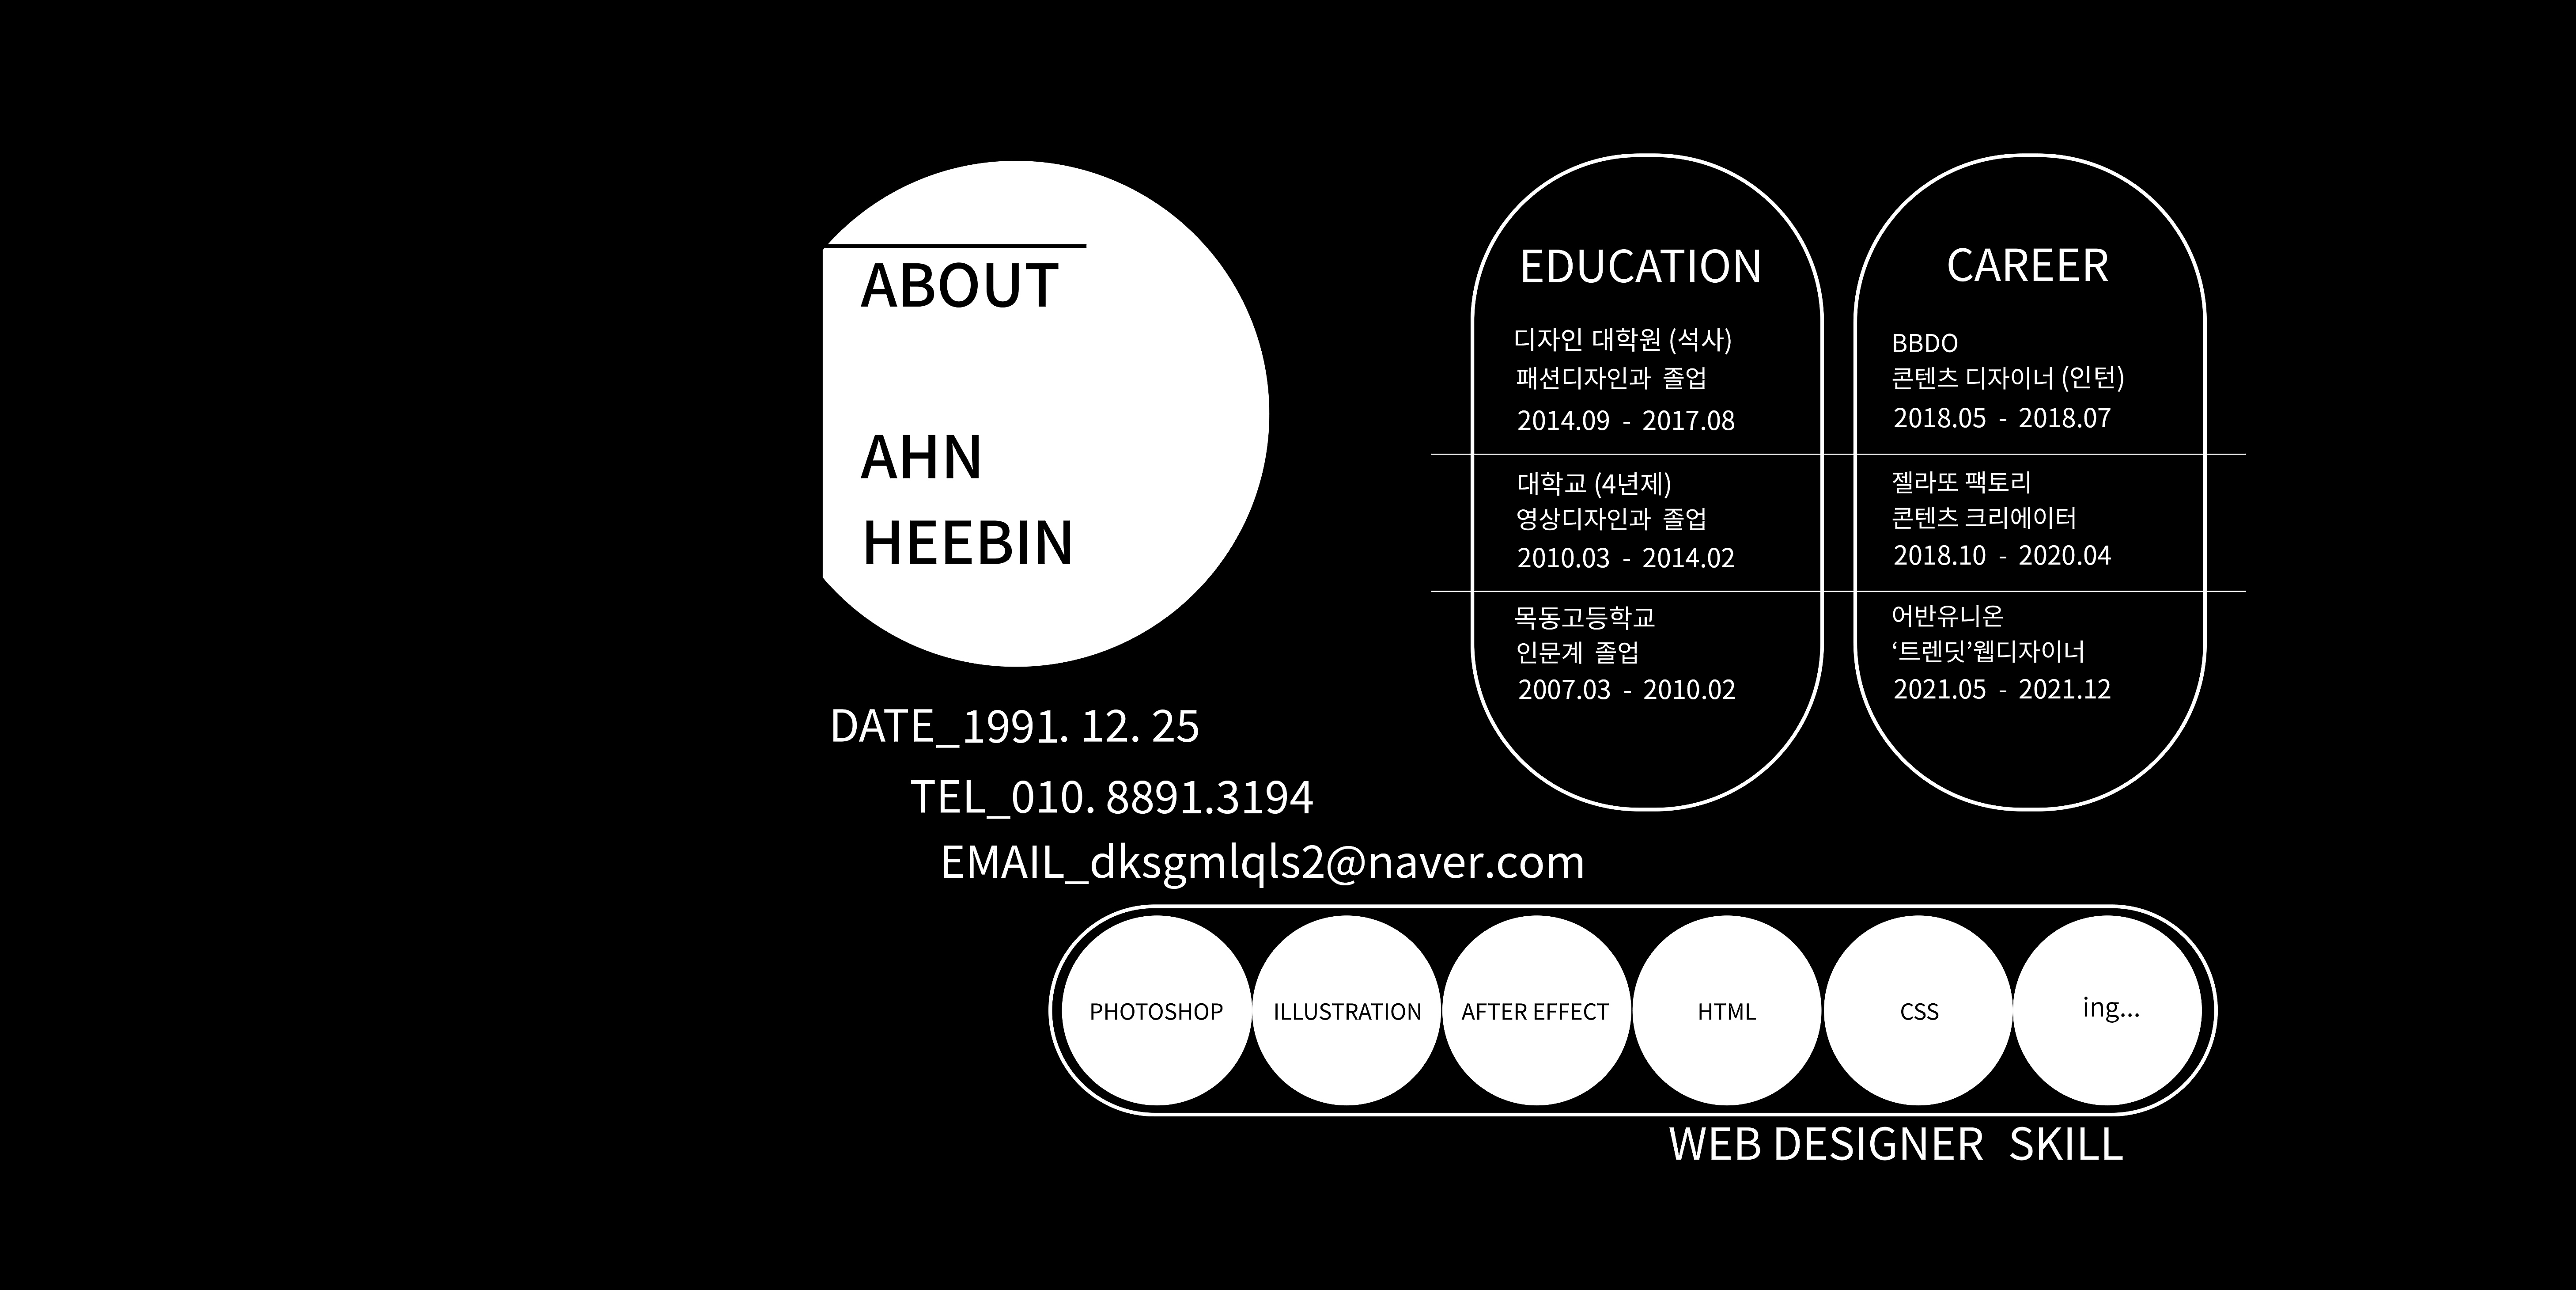 ABOUT
AHN
HEEBIN
DATE_1991. 12. 25
TEL_010. 8891.3194
EMAIL_dksgmlqls2@naver.com
EDUCATION
디자인 대학원 (석사)
패션디자인과 졸업
2014.09 - 2017.08
대학교 (4년제)
영상디자인과 졸업
2010.03 - 2014.02
목동고등학교
인문계 졸업
2007.03 - 2010.02
CAREER
BBDO
콘텐츠 디자이너 (인턴)
2018.05 - 2018.07
젤라또 팩토리
콘텐츠 크리에이터
2018.10 - 2020.04
어반유니온
‘트렌딧’웹디자이너
2021.05 - 2021.12
PHOTOSHOP
ILLUSTRATION
AFTER EFFECT
HTML
CSS
ing...
WEB DESIGNER SKILL